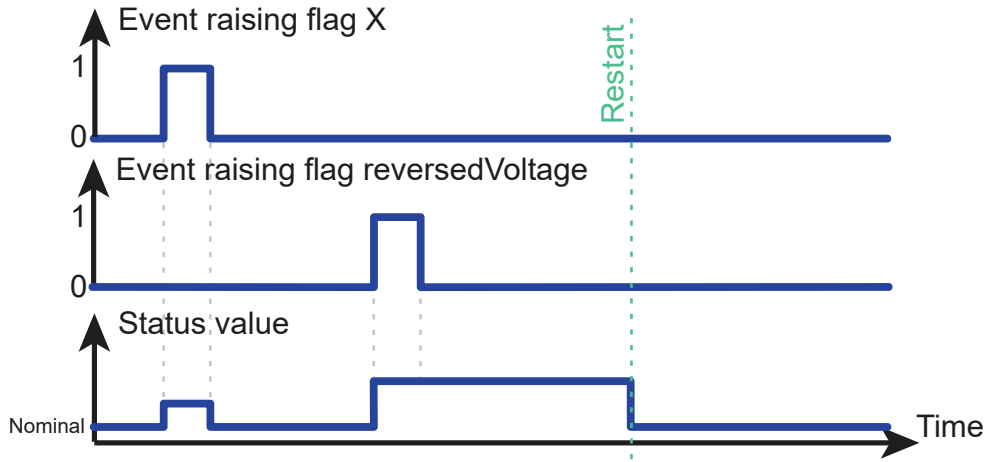 Event raising flag X
1
0
Restart
Event raising flag reversedVoltage
1
0
Status value
Nominal
Time